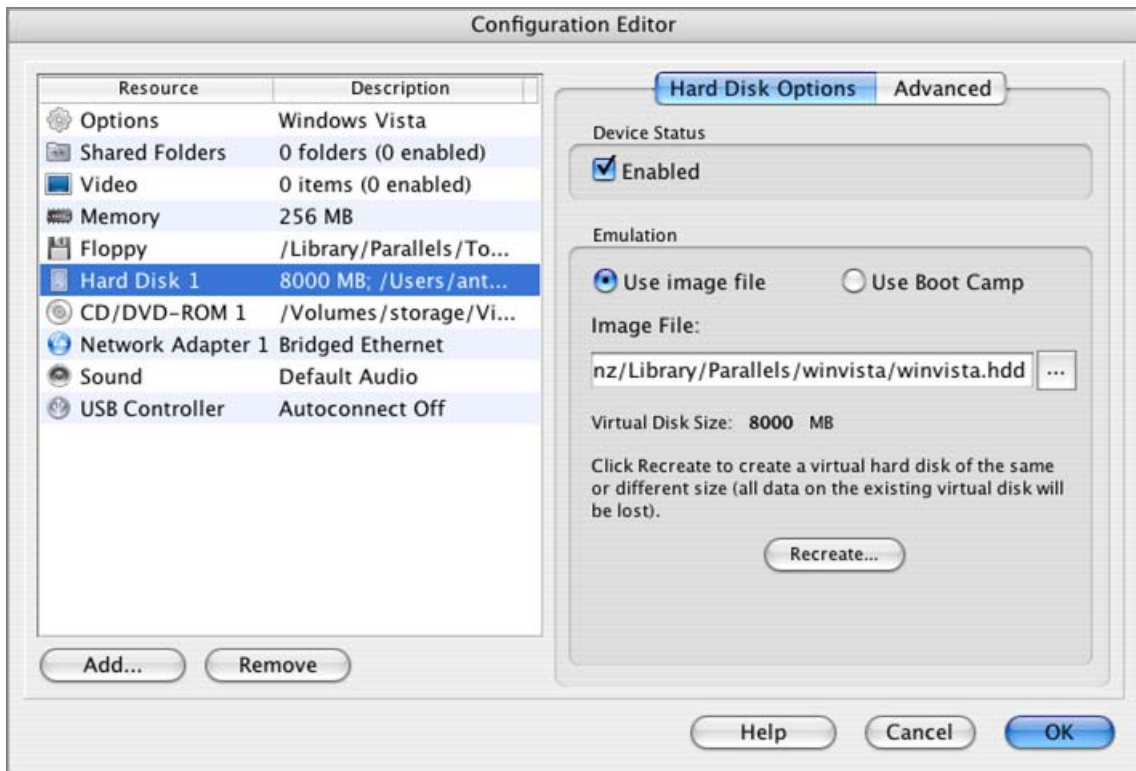 Configuration Editor
Resource Description
Options Windows Vista
Shared Folders 0 folders (0 enabled)
Video 0 items (0 enabled)
Memory 256 MB
Floppy /Library/Parallels/To...
Hard Disk 1 8000 MB; /Users/ant...
CD/DVD-ROM 1 /Volumes/storage/Vi...
Network Adapter 1 Bridged Ethernet
Sound Default Audio
USB Controller Autoconnect Off
Add... Remove
Hard Disk Options Advanced
Device Status
Enabled
Emulation
Use image file Use Boot Camp
Image File:
nz/Library/Parallels/winvista/winvista.hdd ...
Virtual Disk Size: 8000 MB
Click Recreate to create a virtual hard disk of the same
or different size (all data on the existing virtual disk will
be lost).
Recreate...
Help Cancel OK